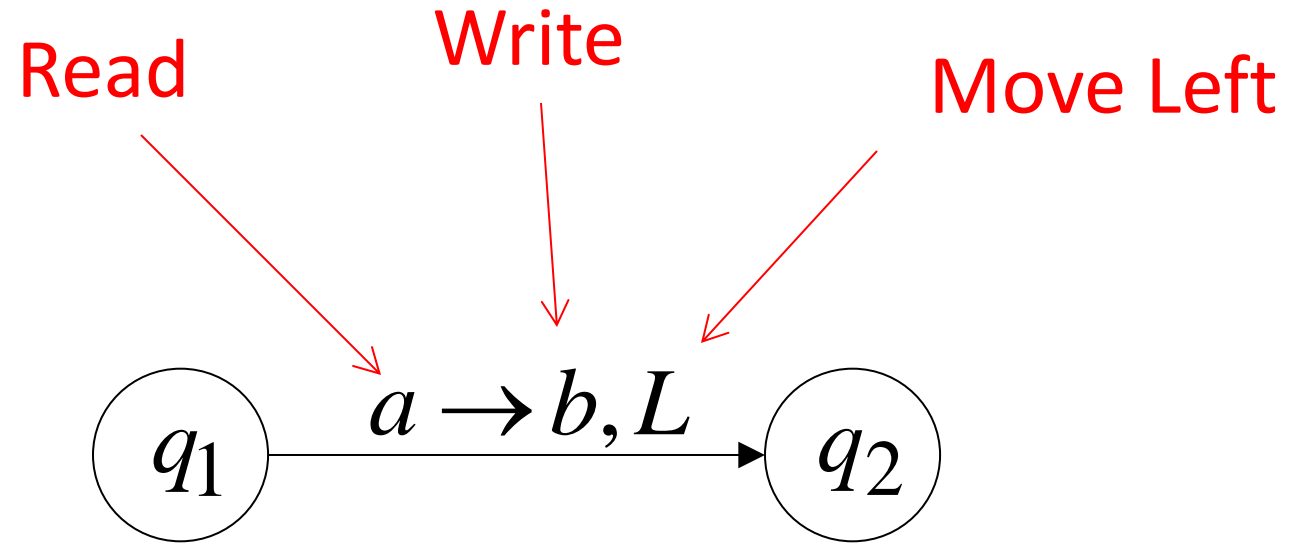 Read
Write
Move Left
a → b, L
q₁
q₂